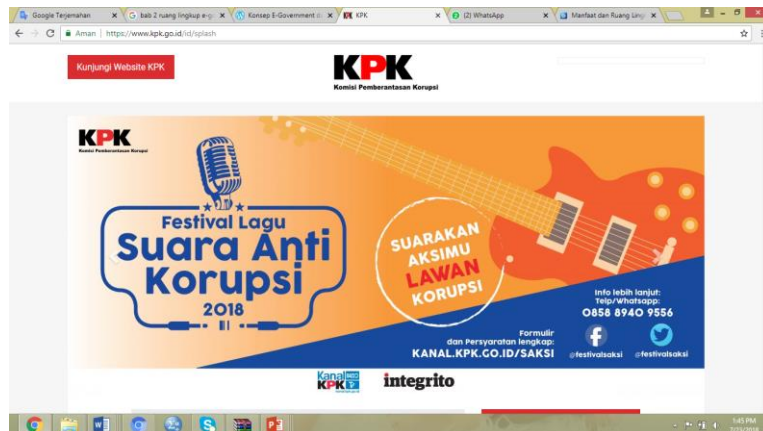 Google Terjemahan
bab 2 ruang lingkup e-g
Konsep E-Government d
KPK
(2) WhatsApp
Manfaat dan Ruang Ling
Aman | https://www.kpk.go.id/id/splash
Kunjungi Website KPK
KPK
Komisi Pemberantasan Korupsi
KPK
Komisi Pemberantasan Korupsi
Festival Lagu
Suara Anti
Korupsi
2018
SUARAKAN
AKSIMU
LAWAN
KORUPSI
Info lebih lanjut:
Telp/Whatsapp:
0858 8940 9556
Formulir
dan Persyaratan lengkap:
KANAL.KPK.GO.ID/SAKSI
@festivalsaksi
@festivalsaksi
Kanal
KPK
integrito
1:45 PM